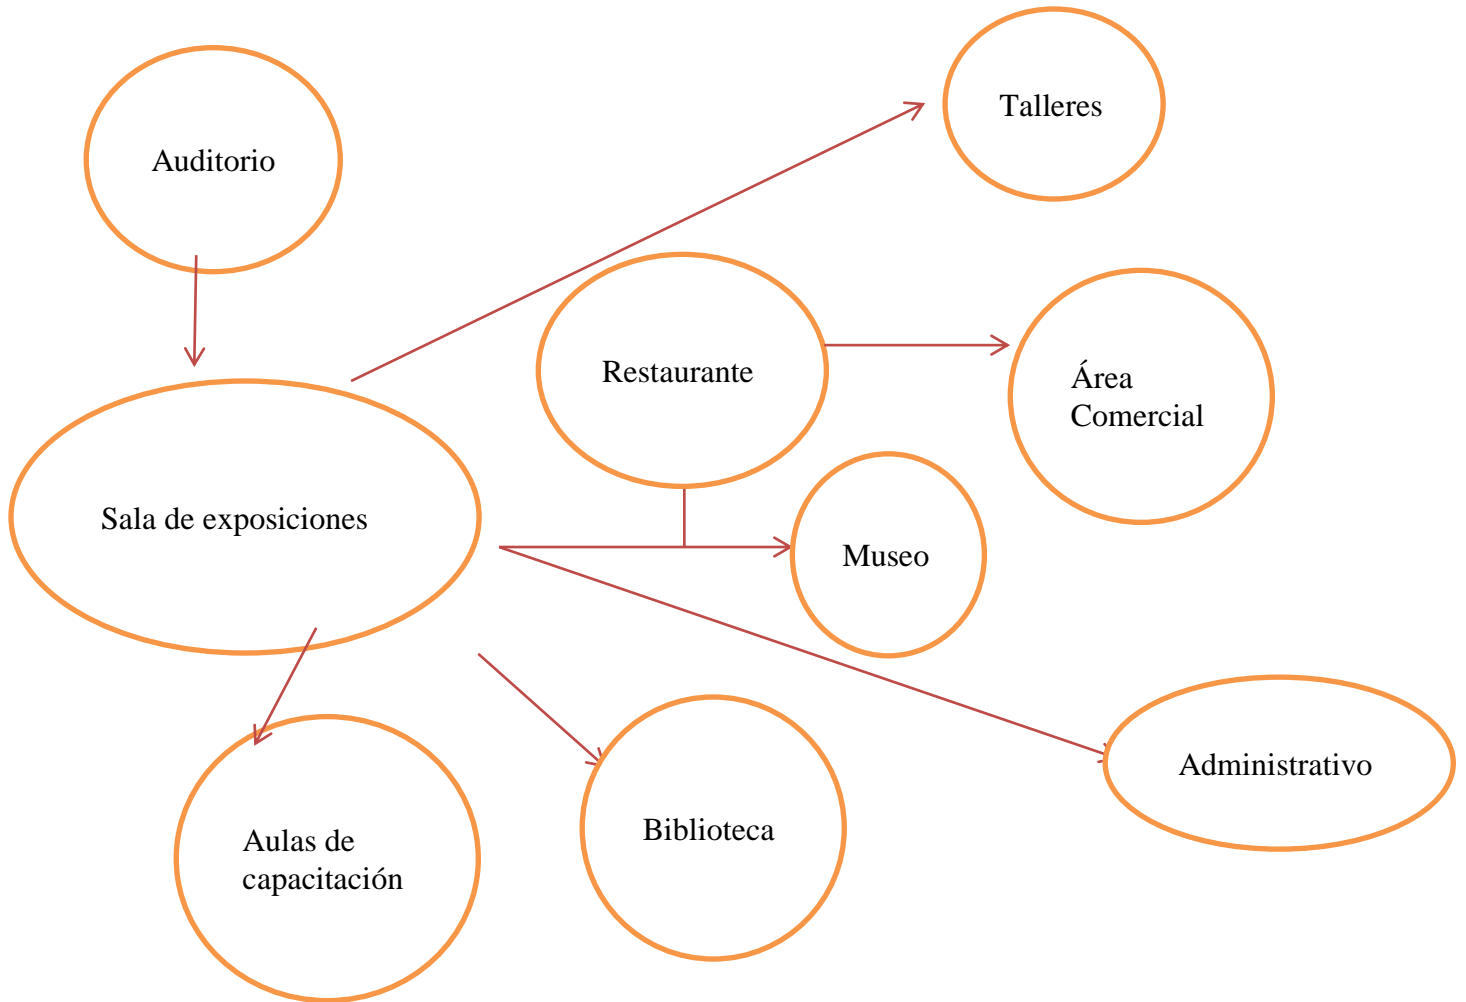 Talleres
Auditorio
Restaurante
Área
Comercial
Sala de exposiciones
Museo
Administrativo
Biblioteca
Aulas de
capacitación